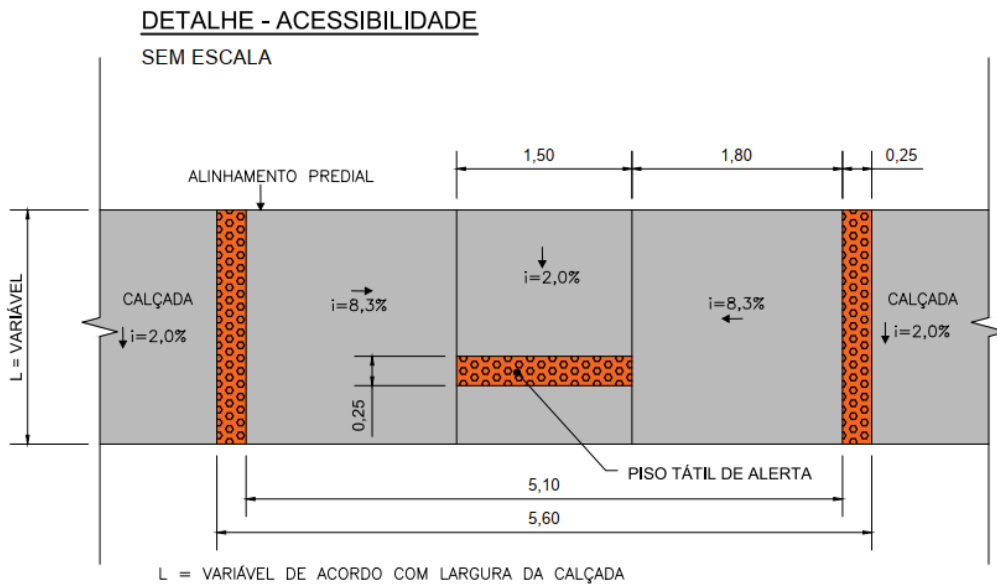 DETALHE - ACESSIBILIDADE
SEM ESCALA
1,50
1,80
0,25
ALINHAMENTO PREDIAL
L = VARIÁVEL
CALÇADA
i=2,0%
i=8,3%
i=2,0%
i=8,3%
CALÇADA
i=2,0%
0,25
PISO TÁTIL DE ALERTA
5,10
5,60
L = VARIÁVEL DE ACORDO COM LARGURA DA CALÇADA